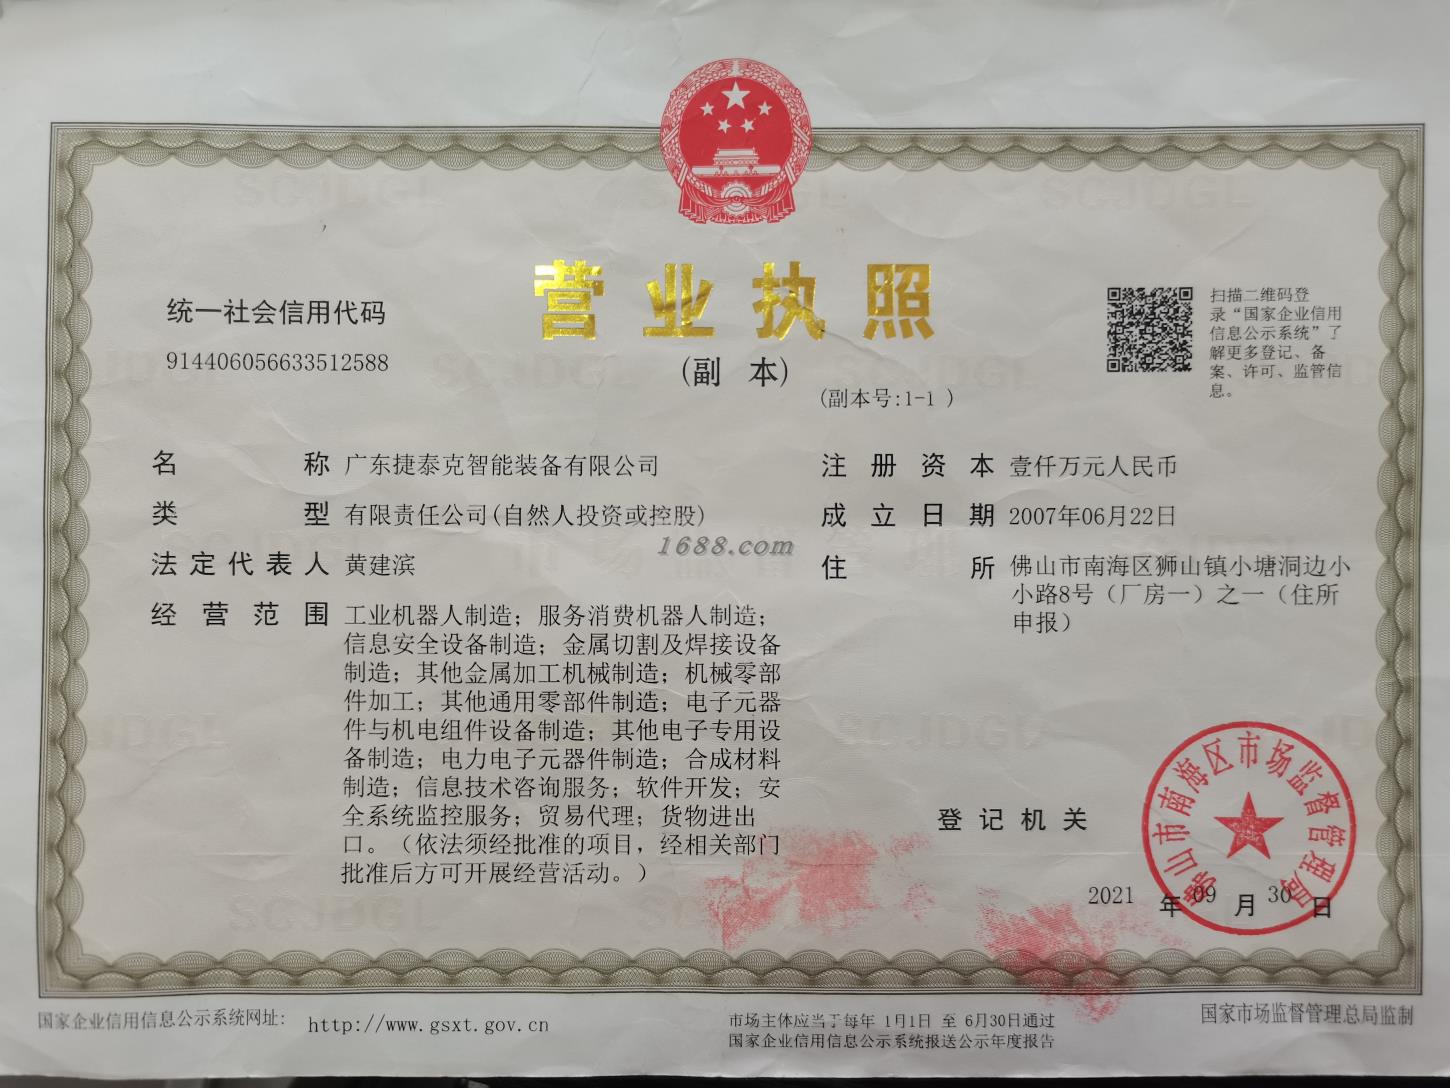 营业执照
(副 本)
(副本号:1-1 )
统一社会信用代码
914406056633512588
扫描二维码登
录“国家企业信用
信息公示系统”了
解更多登记、备
案、许可、监管信
息。
名 称 广东捷泰克智能装备有限公司
类 型 有限责任公司(自然人投资或控股)
法定代表人 黄建滨
经营范围 工业机器人制造；服务消费机器人制造；
信息安全设备制造；金属切割及焊接设备
制造；其他金属加工机械制造；机械零部
件加工；其他通用零部件制造；电子元器
件与机电组件设备制造；其他电子专用设
备制造；电力电子元器件制造；合成材料
制造；信息技术咨询服务；软件开发；安
全系统监控服务；贸易代理；货物进出
口。（依法须经批准的项目，经相关部门
批准后方可开展经营活动。）
注册资本 壹仟万元人民币
成立日期 2007年06月22日
住 所 佛山市南海区狮山镇小塘洞边小
小路8号（厂房一）之一（住所
申报）
1688.com
登记机关
佛山市南海区市场监督管理局
2021 年 09 月 30 日
国家企业信用信息公示系统网址: http://www.gsxt.gov.cn
市场主体应当于每年 1月1日 至 6月30日通过
国家企业信用信息公示系统报送公示年度报告
国家市场监督管理总局监制